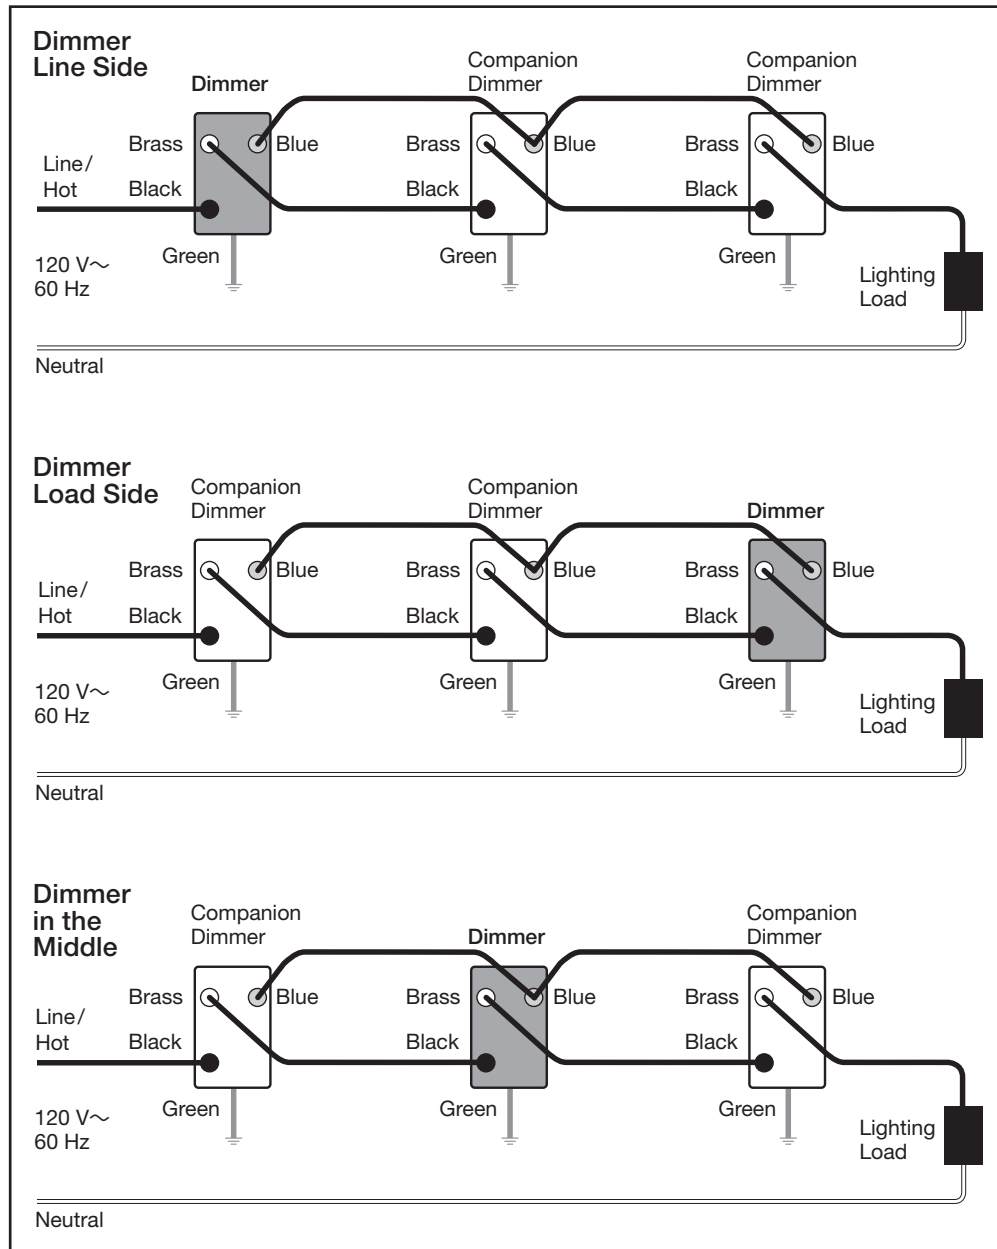 Dimmer
Line Side
Dimmer
Companion
Dimmer
Companion
Dimmer
Brass
Blue
Brass
Blue
Brass
Blue
Line/
Hot
Black
Black
Black
Green
Green
Green
120 V~
60 Hz
Lighting
Load
Neutral
Dimmer
Load Side
Companion
Dimmer
Companion
Dimmer
Dimmer
Brass
Blue
Brass
Blue
Brass
Blue
Line/
Hot
Black
Black
Black
Green
Green
Green
120 V~
60 Hz
Lighting
Load
Neutral
Dimmer
in the
Middle
Companion
Dimmer
Dimmer
Companion
Dimmer
Brass
Blue
Brass
Blue
Brass
Blue
Line/
Hot
Black
Black
Black
Green
Green
Green
120 V~
60 Hz
Lighting
Load
Neutral